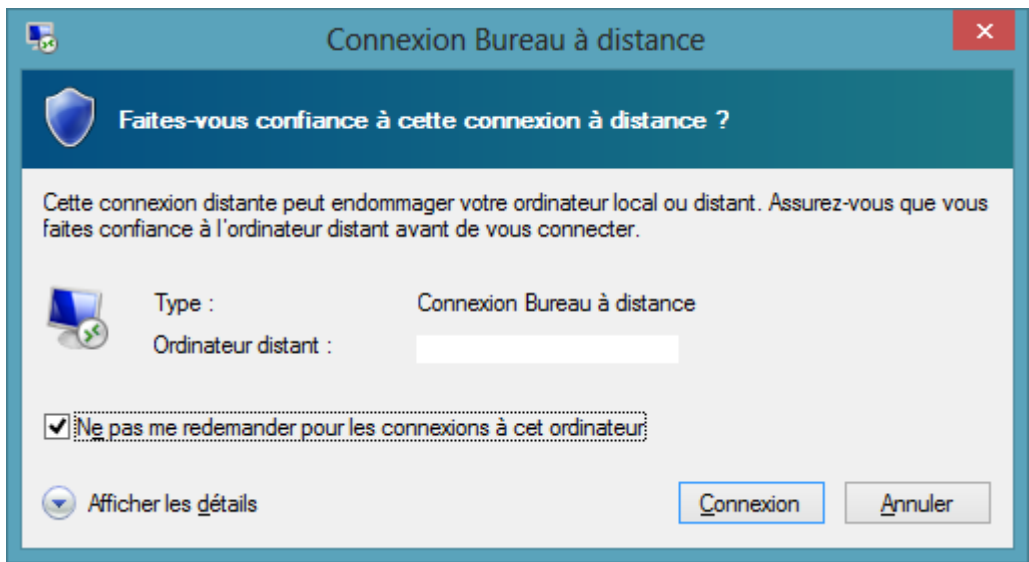 Connexion Bureau à distance
Faites-vous confiance à cette connexion à distance ?
Cette connexion distante peut endommager votre ordinateur local ou distant. Assurez-vous que vous
faites confiance à l'ordinateur distant avant de vous connecter.
Type : Connexion Bureau à distance
Ordinateur distant :
Ne pas me redemander pour les connexions à cet ordinateur
Afficher les détails Connexion Annuler